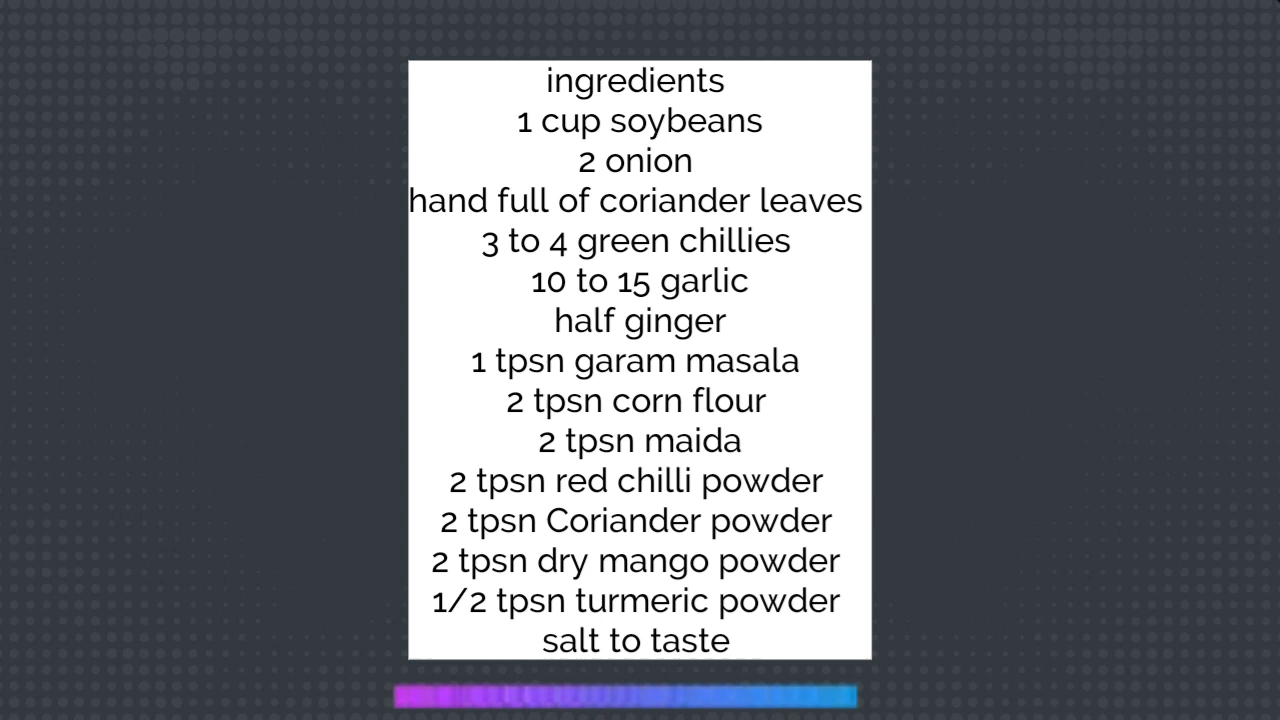 ingredients
1 cup soybeans
2 onion
hand full of coriander leaves
3 to 4 green chillies
10 to 15 garlic
half ginger
1 tpsn garam masala
2 tpsn corn flour
2 tpsn maida
2 tpsn red chilli powder
2 tpsn Coriander powder
2 tpsn dry mango powder
1/2 tpsn turmeric powder
salt to taste